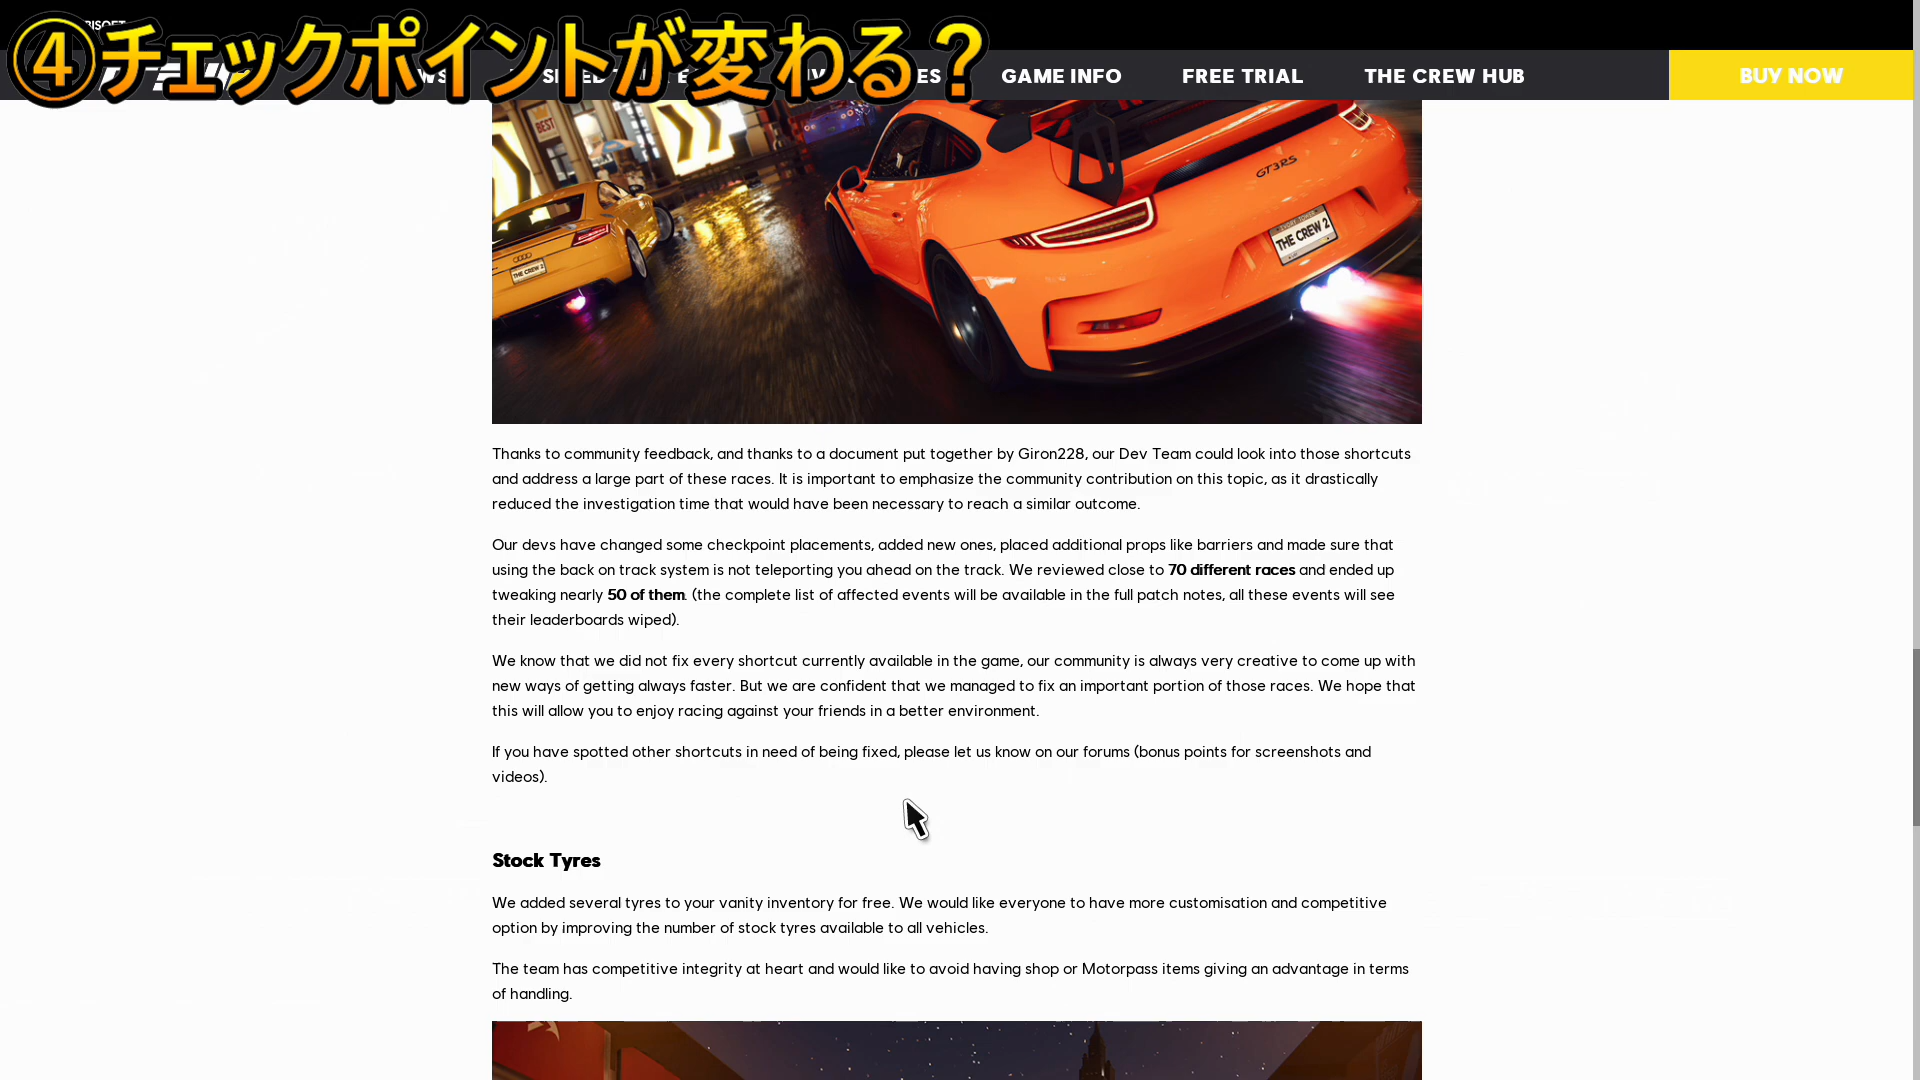 ④チェックポイントが変わる？
GAME INFO
FREE TRIAL
THE CREW HUB
BUY NOW
BEST
GT3RS
THE CREW 2
THE CREW 2
Thanks to community feedback, and thanks to a document put together by Giron228, our Dev Team could look into those shortcuts
and address a large part of these races. It is important to emphasize the community contribution on this topic, as it drastically
reduced the investigation time that would have been necessary to reach a similar outcome.
Our devs have changed some checkpoint placements, added new ones, placed additional props like barriers and made sure that
using the back on track system is not teleporting you ahead on the track. We reviewed close to 70 different races and ended up
tweaking nearly 50 of them. (the complete list of affected events will be available in the full patch notes, all these events will see
their leaderboards wiped).
We know that we did not fix every shortcut currently available in the game, our community is always very creative to come up with
new ways of getting always faster. But we are confident that we managed to fix an important portion of those races. We hope that
this will allow you to enjoy racing against your friends in a better environment.
If you have spotted other shortcuts in need of being fixed, please let us know on our forums (bonus points for screenshots and
videos).
Stock Tyres
We added several tyres to your vanity inventory for free. We would like everyone to have more customisation and competitive
option by improving the number of stock tyres available to all vehicles.
The team has competitive integrity at heart and would like to avoid having shop or Motorpass items giving an advantage in terms
of handling.